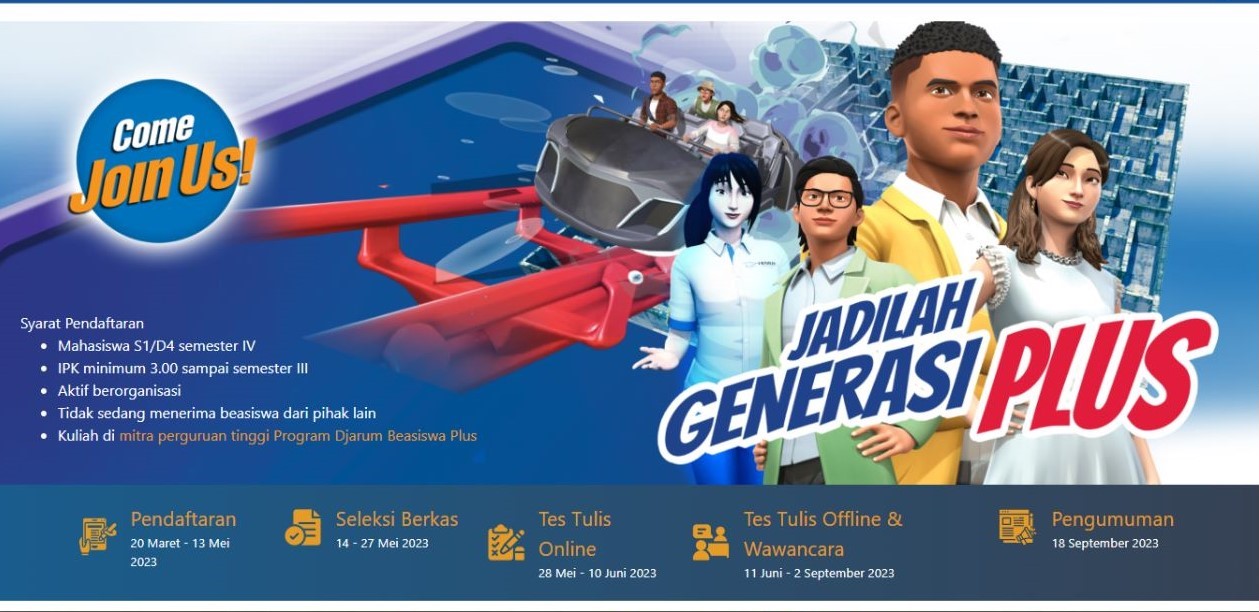 Come
Join Us!
Syarat Pendaftaran
Mahasiswa S1/D4 semester IV
IPK minimum 3.00 sampai semester III
Aktif berorganisasi
Tidak sedang menerima beasiswa dari pihak lain
Kuliah di mitra perguruan tinggi Program Djarum Beasiswa Plus
JADILAH
GENERASI PLUS
Pendaftaran
20 Maret - 13 Mei
2023
Seleksi Berkas
14 - 27 Mei 2023
Tes Tulis
Online
28 Mei - 10 Juni 2023
Tes Tulis Offline &
Wawancara
11 Juni - 2 September 2023
Pengumuman
18 September 2023